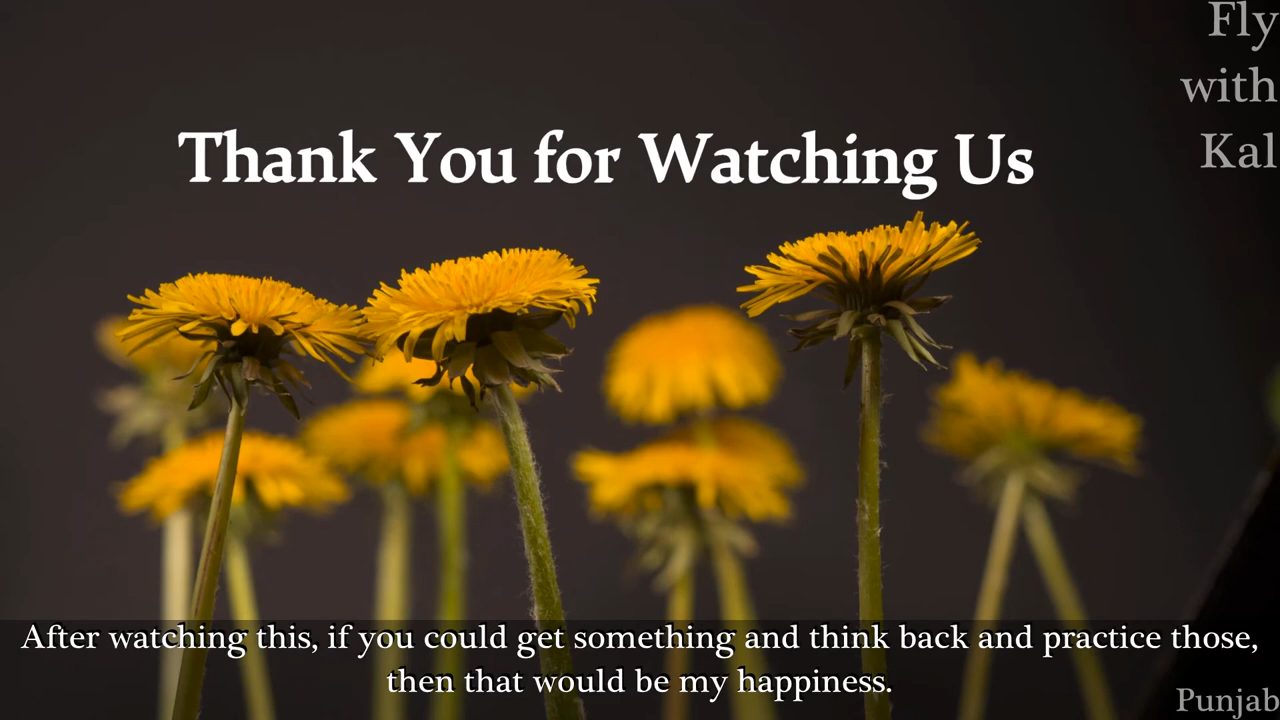 Fly
with
Kal
Thank You for Watching Us
After watching this, if you could get something and think back and practice those,
then that would be my happiness.
Punjab